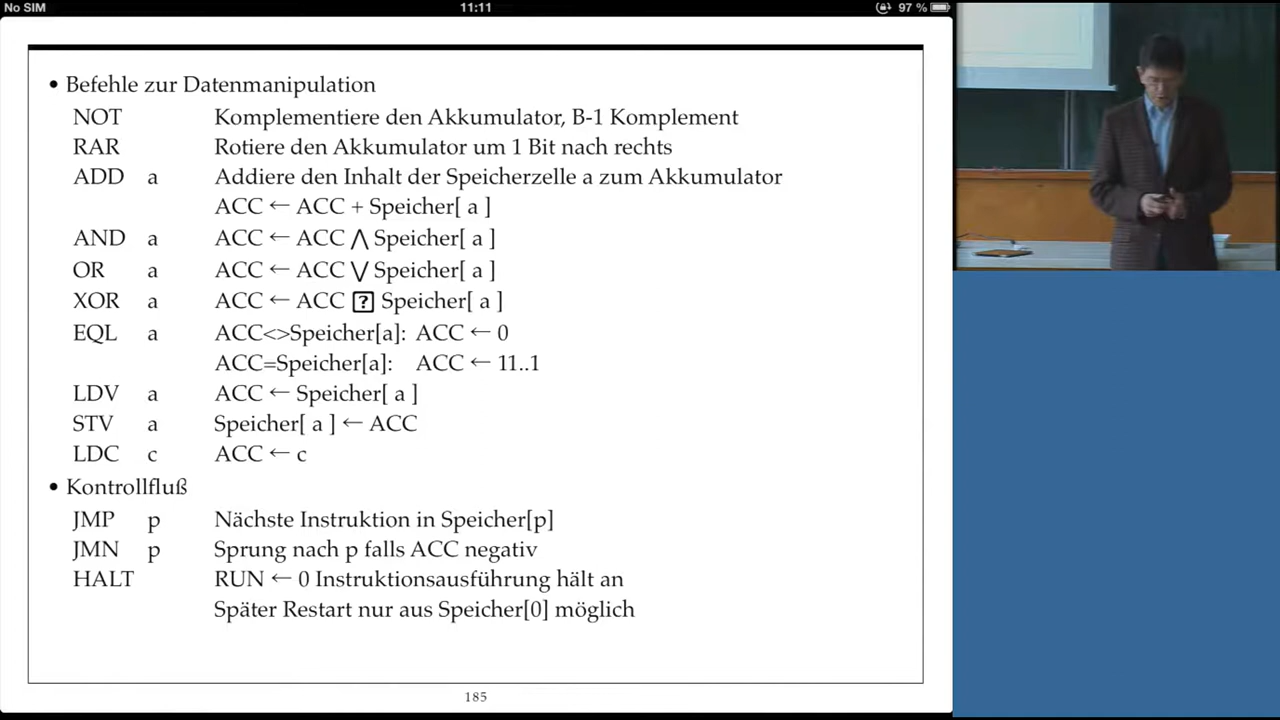 No SIM 11:11 97 %
• Befehle zur Datenmanipulation
NOT Komplementiere den Akkumulator, B-1 Komplement
RAR Rotiere den Akkumulator um 1 Bit nach rechts
ADD a Addiere den Inhalt der Speicherzelle a zum Akkumulator
ACC ← ACC + Speicher[ a ]
AND a ACC ← ACC ⋀ Speicher[ a ]
OR a ACC ← ACC ⋁ Speicher[ a ]
XOR a ACC ← ACC ⍰ Speicher[ a ]
EQL a ACC<>Speicher[a]: ACC ← 0
ACC=Speicher[a]: ACC ← 11..1
LDV a ACC ← Speicher[ a ]
STV a Speicher[ a ] ← ACC
LDC c ACC ← c
• Kontrollfluß
JMP p Nächste Instruktion in Speicher[p]
JMN p Sprung nach p falls ACC negativ
HALT RUN ← 0 Instruktionsausführung hält an
Später Restart nur aus Speicher[0] möglich
185